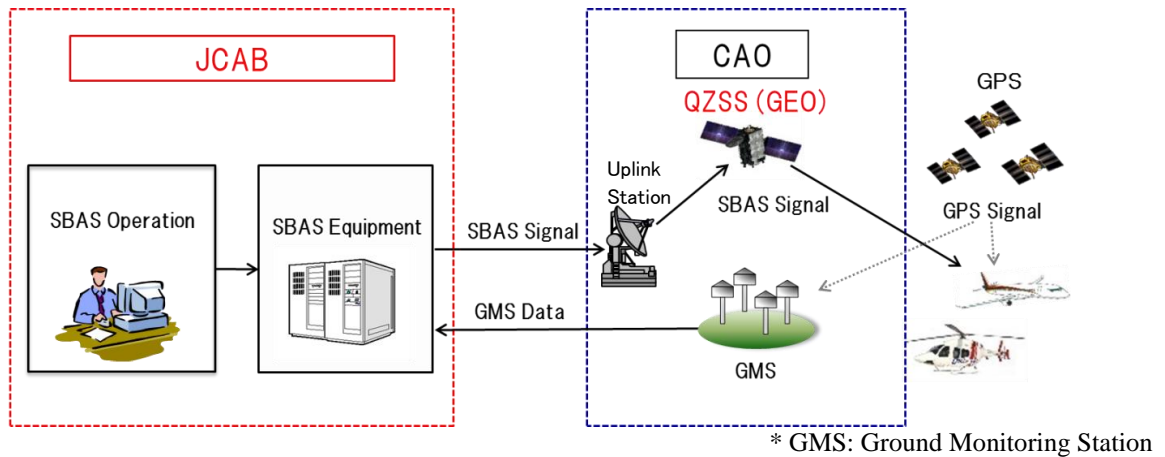 JCAB
SBAS Operation
SBAS Equipment
SBAS Signal
GMS Data
CAO
QZSS (GEO)
Uplink
Station
SBAS Signal
GMS
GPS
GPS Signal
* GMS: Ground Monitoring Station